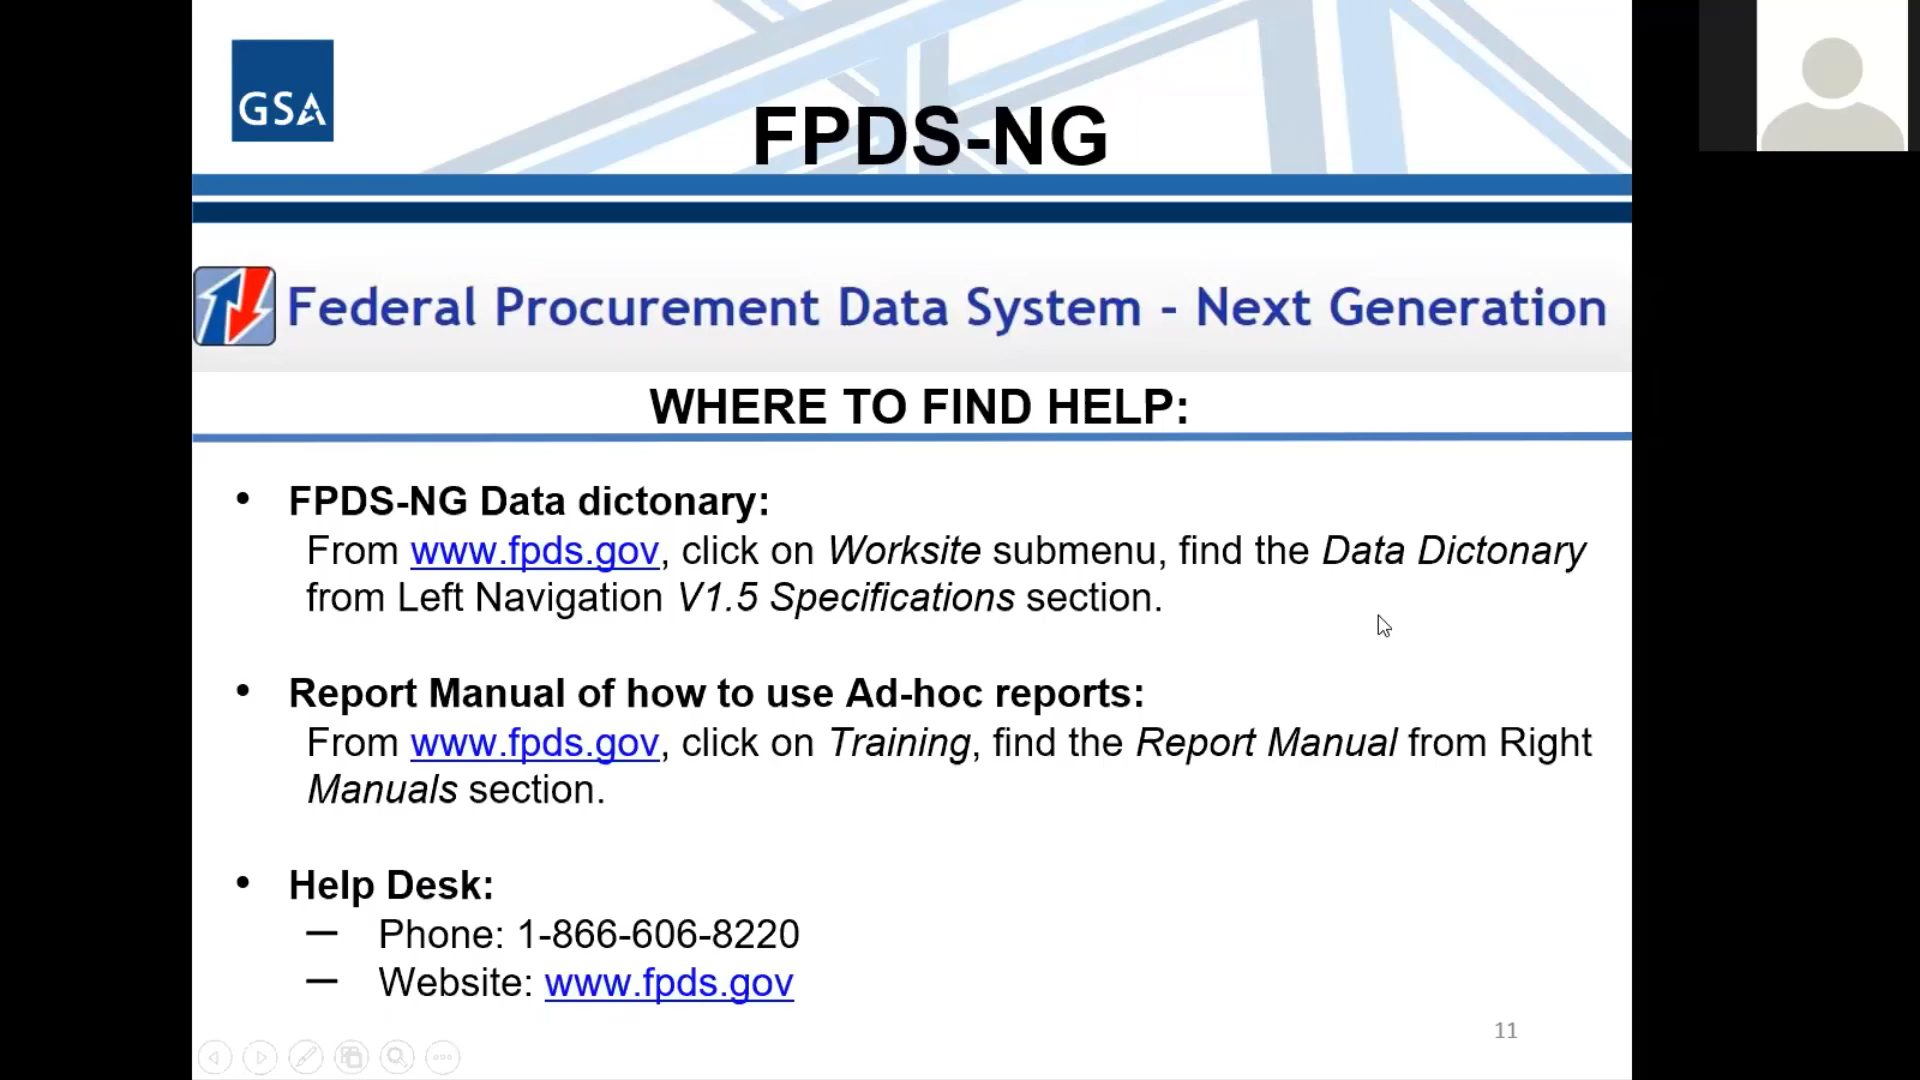 GSA
FPDS-NG
Federal Procurement Data System - Next Generation
WHERE TO FIND HELP:
• FPDS-NG Data dictonary:
From www.fpds.gov, click on Worksite submenu, find the Data Dictonary
from Left Navigation V1.5 Specifications section.
• Report Manual of how to use Ad-hoc reports:
From www.fpds.gov, click on Training, find the Report Manual from Right
Manuals section.
• Help Desk:
— Phone: 1-866-606-8220
— Website: www.fpds.gov
11